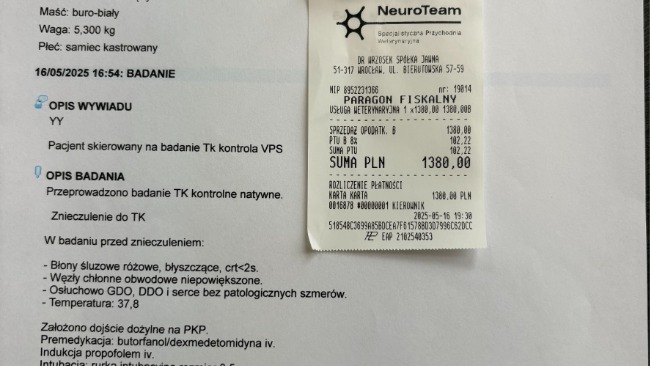 Maść: buro-biały
Waga: 5,300 kg
Płeć: samiec kastrowany
16/05/2025 16:54: BADANIE
OPIS WYWIADU
YY
Pacjent skierowany na badanie Tk kontrola VPS
OPIS BADANIA
Przeprowadzono badanie TK kontrolne natywne.
Znieczulenie do TK
W badaniu przed znieczuleniem:
- Błony śluzowe różowe, błyszczące, crt<2s.
- Węzły chłonne obwodowe niepowiększone.
- Osłuchowo GDO, DDO i serce bez patologicznych szmerów.
- Temperatura: 37,8
Założono dojście dożylne na PKP.
Premedykacja: butorfanol/dexmedetomidyna iv.
Indukcja propofolem iv.
NeuroTeam
Specjalistyczna Przychodnia
Weterynaryjna
DR WRZOSEK SPÓŁKA JAWNA
51-317 WROCŁAW, UL. BIERUTOWSKA 57-59
NIP 8952231366 nr: 19014
PARAGON FISKALNY
USŁUGA WETERYNARYJNA 1 x1380,00 1380,00B
SPRZEDAŻ OPODATK. B 1380,00
PTU B 8% 102,22
SUMA PTU 102,22
SUMA PLN 1380,00
ROZLICZENIE PŁATNOŚCI
KARTA KARTA 1380,00 PLN
0016878 #00000001 KIEROWNIK
2025-05-16 19:30
EAP 2102540353